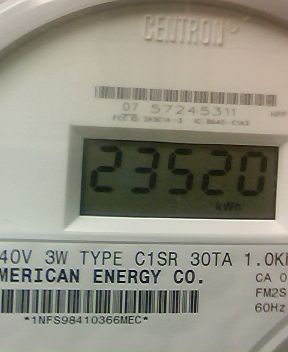 CENTRON®
07 57245311
23520
kWh
40V 3W TYPE C1SR 30TA 1.0K
MERICAN ENERGY CO.
CA 0
FM2S
60Hz
*1NFS98410366MEC*